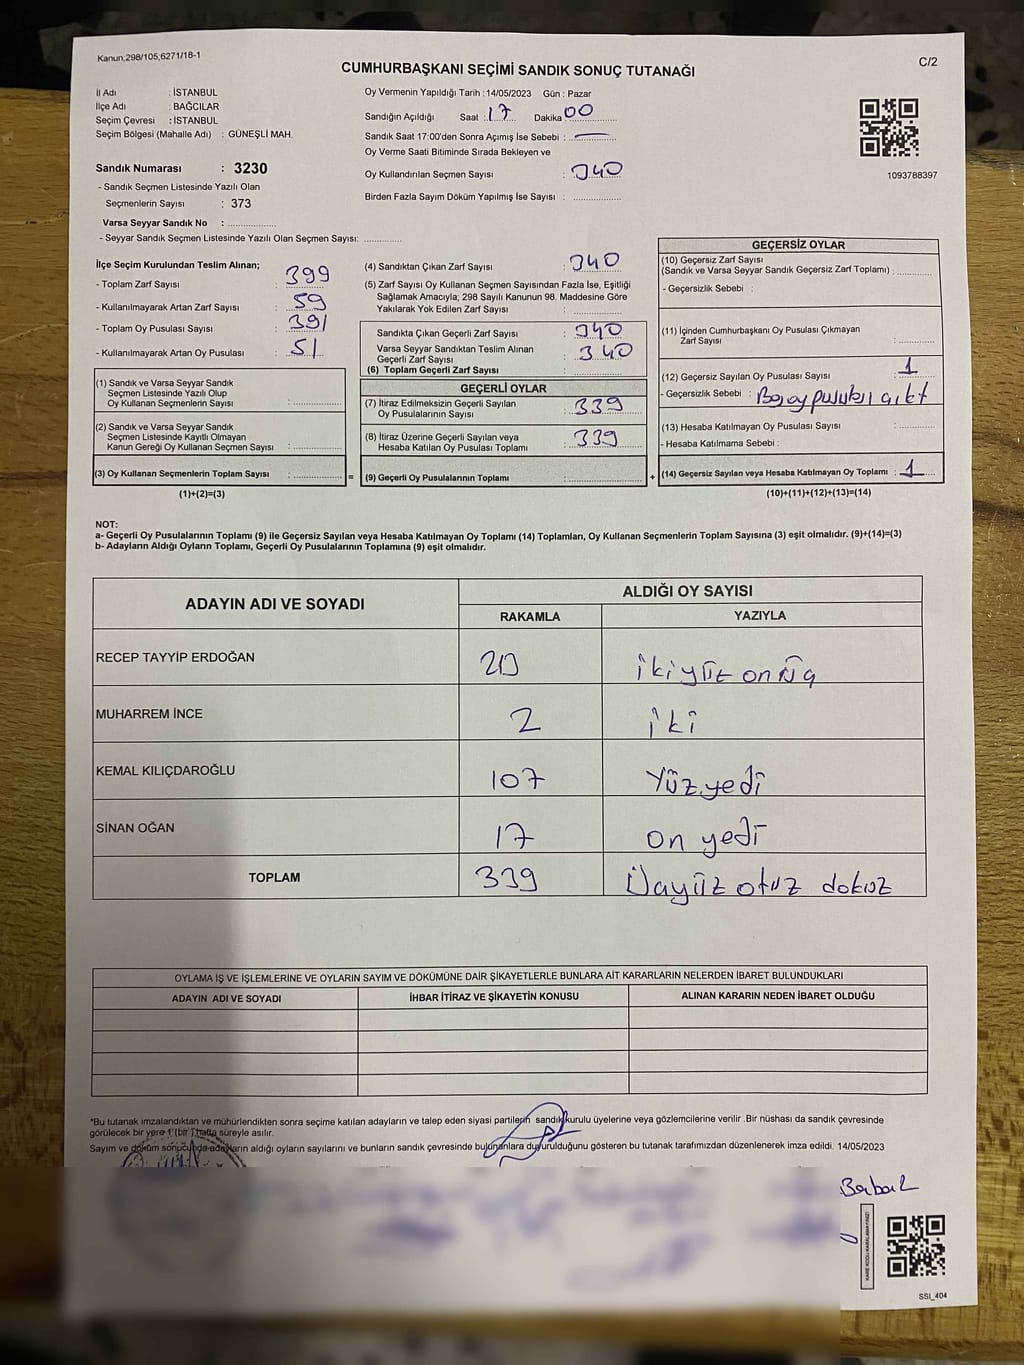 Kanun;298/105,6271/18-1
C/2
CUMHURBAŞKANI SEÇİMİ SANDIK SONUÇ TUTANAĞI
İl Adı : İSTANBUL
İlçe Adı : BAĞCILAR
Seçim Çevresi : İSTANBUL
Seçim Bölgesi (Mahalle Adı) : GÜNEŞLİ MAH.
Sandık Numarası : 3230
- Sandık Seçmen Listesinde Yazılı Olan
Seçmenlerin Sayısı : 373
Varsa Seyyar Sandık No :
- Seyyar Sandık Seçmen Listesinde Yazılı Olan Seçmen Sayısı:
Oy Vermenin Yapıldığı Tarih :14/05/2023 Gün : Pazar
Sandığın Açıldığı Saat : 17 Dakika 00
Sandık Saat 17:00'den Sonra Açımış İse Sebebi :
Oy Verme Saati Bitiminde Sırada Bekleyen ve
Oy Kullandırılan Seçmen Sayısı : 340
Birden Fazla Sayım Döküm Yapılmış İse Sayısı :
1093788397
İlçe Seçim Kurulundan Teslim Alınan;
- Toplam Zarf Sayısı : 399
- Kullanılmayarak Artan Zarf Sayısı : 59
- Toplam Oy Pusulası Sayısı : 391
- Kullanılmayarak Artan Oy Pusulası : 51
(1) Sandık ve Varsa Seyyar Sandık
Seçmen Listesinde Yazılı Olup
Oy Kullanan Seçmenlerin Sayısı :
(2) Sandık ve Varsa Seyyar Sandık
Seçmen Listesinde Kayıtlı Olmayan
Kanun Gereği Oy Kullanan Seçmen Sayısı :
(3) Oy Kullanan Seçmenlerin Toplam Sayısı : =
(1)+(2)=(3)
(4) Sandıktan Çıkan Zarf Sayısı : 340
(5) Zarf Sayısı Oy Kullanan Seçmen Sayısından Fazla İse, Eşitliği
Sağlamak Amacıyla; 298 Sayılı Kanunun 98. Maddesine Göre
Yakılarak Yok Edilen Zarf Sayısı :
Sandıkta Çıkan Geçerli Zarf Sayısı : 340
Varsa Seyyar Sandıktan Teslim Alınan
Geçerli Zarf Sayısı : 340
(6) Toplam Geçerli Zarf Sayısı :
GEÇERLİ OYLAR
(7) İtiraz Edilmeksizin Geçerli Sayılan
Oy Pusulalarının Sayısı : 339
(8) İtiraz Üzerine Geçerli Sayılan veya
Hesaba Katılan Oy Pusulaları Toplamı : 339
(9) Geçerli Oy Pusulalarının Toplamı : +
GEÇERSİZ OYLAR
(10) Geçersiz Zarf Sayısı
(Sandık ve Varsa Seyyar Sandık Geçersiz Zarf Toplamı) :
- Geçersizlik Sebebi :
(11) İçinden Cumhurbaşkanı Oy Pusulası Çıkmayan
Zarf Sayısı :
(12) Geçersiz Sayılan Oy Pusulası Sayısı : 1
- Geçersizlik Sebebi : Boş oy pusulası çıktı
(13) Hesaba Katılmayan Oy Pusulası Sayısı :
- Hesaba Katılmama Sebebi :
(14) Geçersiz Sayılan veya Hesaba Katılmayan Oy Toplamı : 1
(10)+(11)+(12)+(13)=(14)
NOT:
a- Geçerli Oy Pusulalarının Toplamı (9) ile Geçersiz Sayılan veya Hesaba Katılmayan Oy Toplamı (14) Toplamları, Oy Kullanan Seçmenlerin Toplam Sayısına (3) eşit olmalıdır. (9)+(14)=(3)
b- Adayların Aldığı Oyların Toplamı, Geçerli Oy Pusulalarının Toplamına (9) eşit olmalıdır.
ADAYIN ADI VE SOYADI
ALDIĞI OY SAYISI
RAKAMLA YAZIYLA
RECEP TAYYİP ERDOĞAN 213 ikiyüz onüç
MUHARREM İNCE 2 iki
KEMAL KILIÇDAROĞLU 107 Yüz yedi
SİNAN OĞAN 17 on yedi
TOPLAM 339 Üçyüz otuz dokuz
OYLAMA İŞ VE İŞLEMLERİNE VE OYLARIN SAYIM VE DÖKÜMÜNE DAİR ŞİKAYETLERLE BUNLARA AİT KARARLARIN NELERDEN İBARET BULUNDUKLARI
ADAYIN ADI VE SOYADI İHBAR İTİRAZ VE ŞİKAYETİN KONUSU ALINAN KARARIN NEDEN İBARET OLDUĞU
*Bu tutanak imzalandıktan ve mühürlendikten sonra seçime katılan adayların ve talep eden siyasi partilerin sandık kurulu üyelerine veya gözlemcilerine verilir .Bir nüshası da sandık çevresinde
görülecek bir yere 1 (bir) hafta süreyle asılır.
Sayım ve döküm sonucunda adayların aldığı oyların sayılarını ve bunların sandık çevresinde bulunanlara duyurulduğunu gösteren bu tutanak tarafımızdan düzenlenerek imza edildi. 14/05/2023
KARE KODU KARALAMAYINIZ!
SSI_404